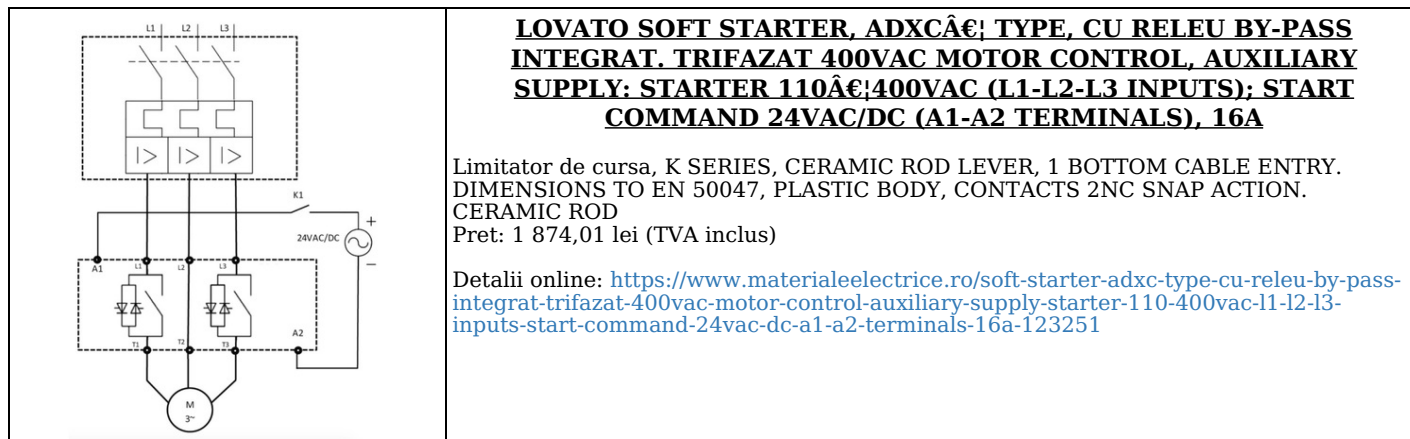 L1 L2 L3
I> I> I>
K1
+
24VAC/DC
−
A1 L1 L2 L3
A2
T1 T2 T3
M
3~
LOVATO SOFT STARTER, ADXCÂ€¦ TYPE, CU RELEU BY-PASS
INTEGRAT. TRIFAZAT 400VAC MOTOR CONTROL, AUXILIARY
SUPPLY: STARTER 110Â€¦400VAC (L1-L2-L3 INPUTS); START
COMMAND 24VAC/DC (A1-A2 TERMINALS), 16A
Limitator de cursa, K SERIES, CERAMIC ROD LEVER, 1 BOTTOM CABLE ENTRY.
DIMENSIONS TO EN 50047, PLASTIC BODY, CONTACTS 2NC SNAP ACTION.
CERAMIC ROD
Pret: 1 874,01 lei (TVA inclus)
Detalii online: https://www.materialeelectrice.ro/soft-starter-adxc-type-cu-releu-by-pass-
integrat-trifazat-400vac-motor-control-auxiliary-supply-starter-110-400vac-l1-l2-l3-
inputs-start-command-24vac-dc-a1-a2-terminals-16a-123251